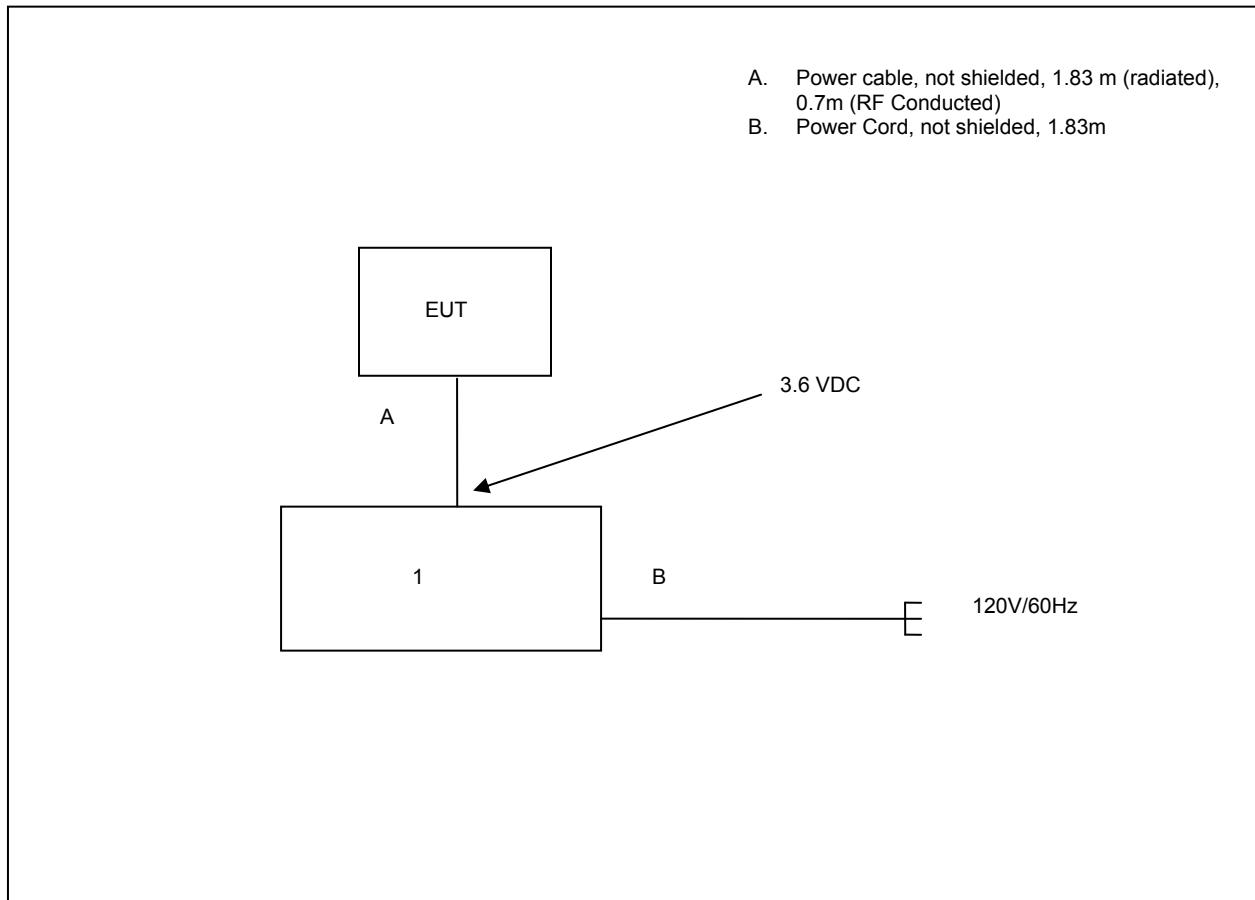 A. Power cable, not shielded, 1.83 m (radiated),
0.7m (RF Conducted)
B. Power Cord, not shielded, 1.83m
EUT
3.6 VDC
A
1
B
120V/60Hz